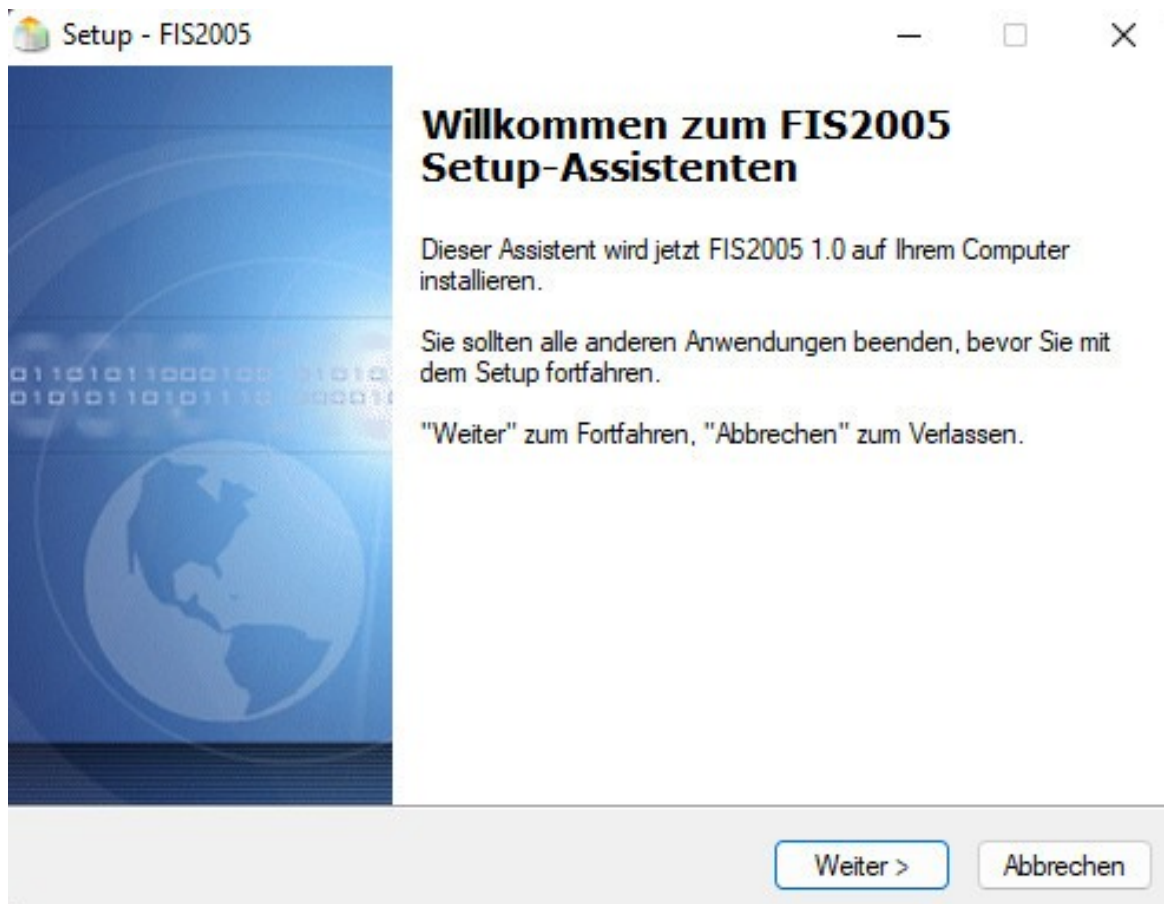 Setup - FIS2005
Willkommen zum FIS2005
Setup-Assistenten
Dieser Assistent wird jetzt FIS2005 1.0 auf Ihrem Computer
installieren.
Sie sollten alle anderen Anwendungen beenden, bevor Sie mit
dem Setup fortfahren.
"Weiter" zum Fortfahren, "Abbrechen" zum Verlassen.
Weiter >
Abbrechen